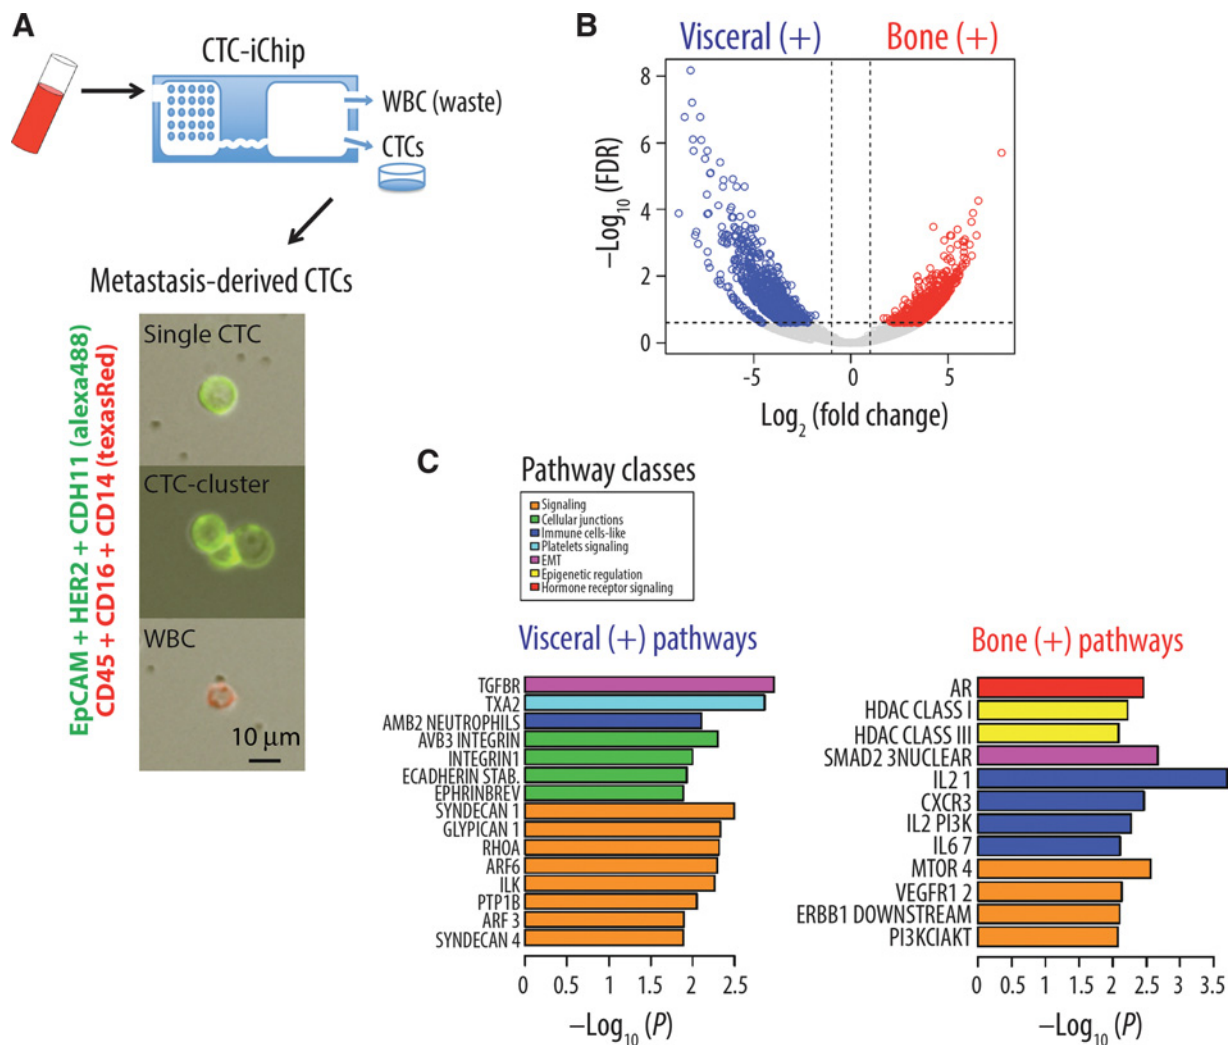 A
CTC-iChip
WBC (waste)
CTCs
Metastasis-derived CTCs
EpCAM + HER2 + CDH11 (alexa488)
CD45 + CD16 + CD14 (texasRed)
Single CTC
CTC-cluster
WBC
10 μm
B
Visceral (+)
Bone (+)
−Log10 (FDR)
8
6
4
2
0
-5
0
5
Log2 (fold change)
C
Pathway classes
Signaling
Cellular junctions
Immune cells-like
Platelets signaling
EMT
Epigenetic regulation
Hormone receptor signaling
Visceral (+) pathways
TGFBR
TXA2
AMB2 NEUTROPHILS
AVB3 INTEGRIN
INTEGRIN1
ECADHERIN STAB.
EPHRINBREV
SYNDECAN 1
GLYPICAN 1
RHOA
ARF6
ILK
PTP1B
ARF 3
SYNDECAN 4
0 0.5 1 1.5 2 2.5
−Log10 (P)
Bone (+) pathways
AR
HDAC CLASS I
HDAC CLASS III
SMAD2 3NUCLEAR
IL2 1
CXCR3
IL2 PI3K
IL6 7
MTOR 4
VEGFR1 2
ERBB1 DOWNSTREAM
PI3KCIAKT
0 0.5 1 1.5 2 2.5 3 3.5
−Log10 (P)